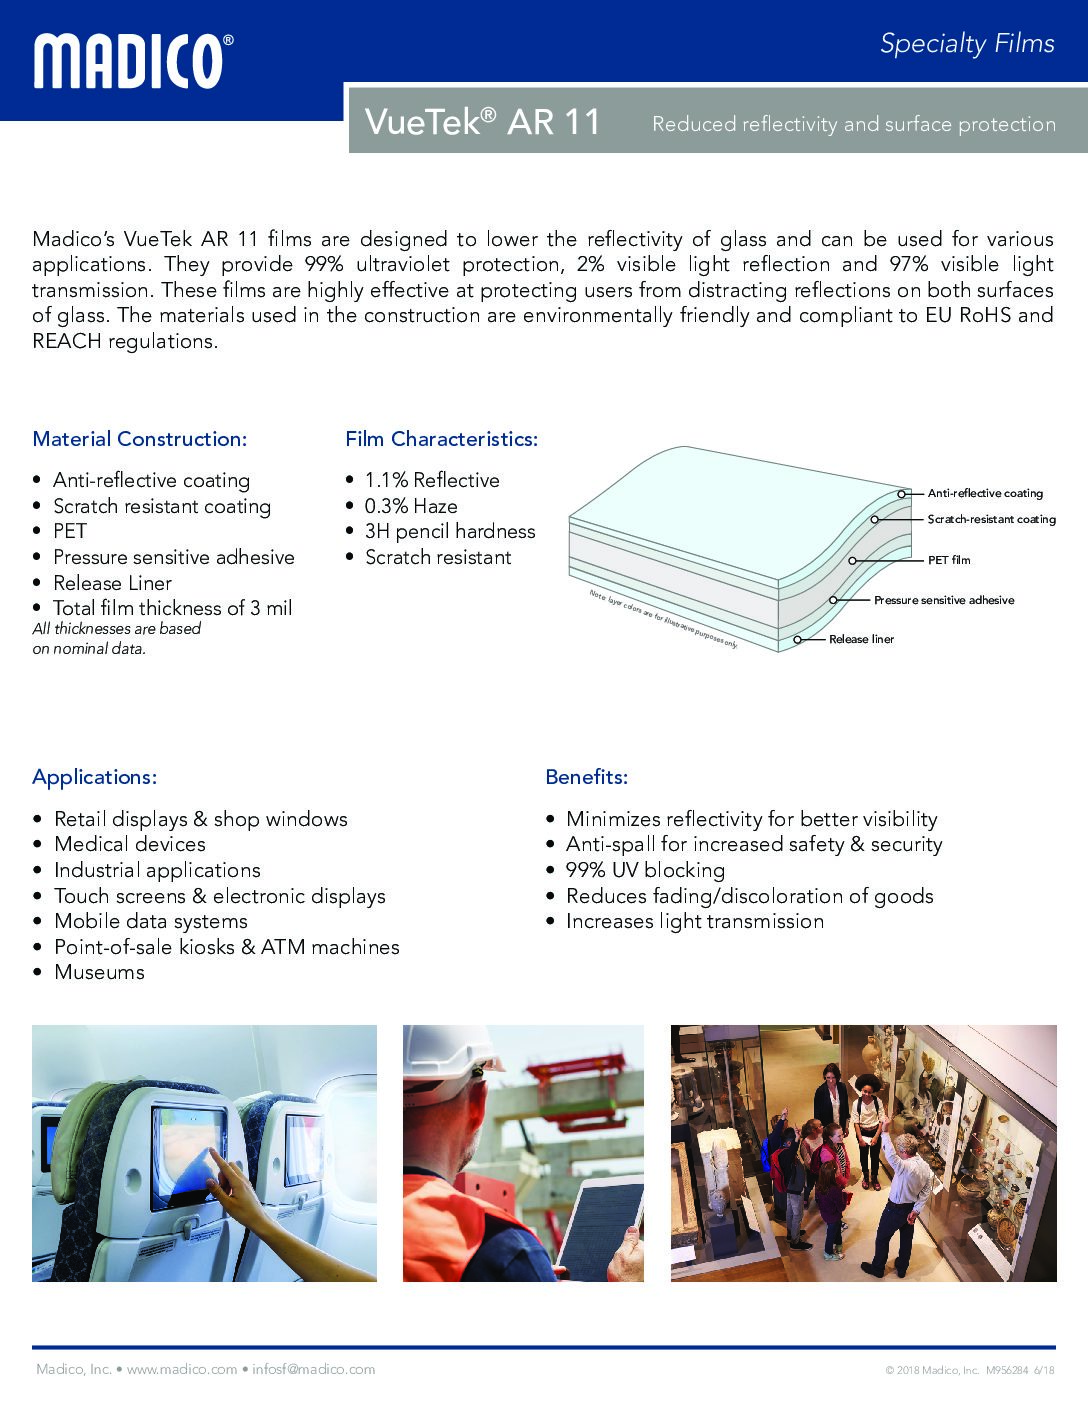 MADICO®
Specialty Films
VueTek® AR 11
Reduced reflectivity and surface protection
Madico’s VueTek AR 11 films are designed to lower the reflectivity of glass and can be used for various
applications. They provide 99% ultraviolet protection, 2% visible light reflection and 97% visible light
transmission. These films are highly effective at protecting users from distracting reflections on both surfaces
of glass. The materials used in the construction are environmentally friendly and compliant to EU RoHS and
REACH regulations.
Material Construction:
• Anti-reflective coating
• Scratch resistant coating
• PET
• Pressure sensitive adhesive
• Release Liner
• Total film thickness of 3 mil
All thicknesses are based
on nominal data.
Film Characteristics:
• 1.1% Reflective
• 0.3% Haze
• 3H pencil hardness
• Scratch resistant
Anti-reflective coating
Scratch-resistant coating
PET film
Pressure sensitive adhesive
Release liner
Note: layer colors are for illustrative purposes only.
Applications:
• Retail displays & shop windows
• Medical devices
• Industrial applications
• Touch screens & electronic displays
• Mobile data systems
• Point-of-sale kiosks & ATM machines
• Museums
Benefits:
• Minimizes reflectivity for better visibility
• Anti-spall for increased safety & security
• 99% UV blocking
• Reduces fading/discoloration of goods
• Increases light transmission
Madico, Inc. • www.madico.com • infosf@madico.com
© 2018 Madico, Inc. M956284 6/18